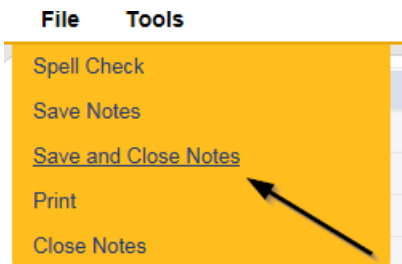 File Tools
Spell Check
Save Notes
Save and Close Notes
Print
Close Notes